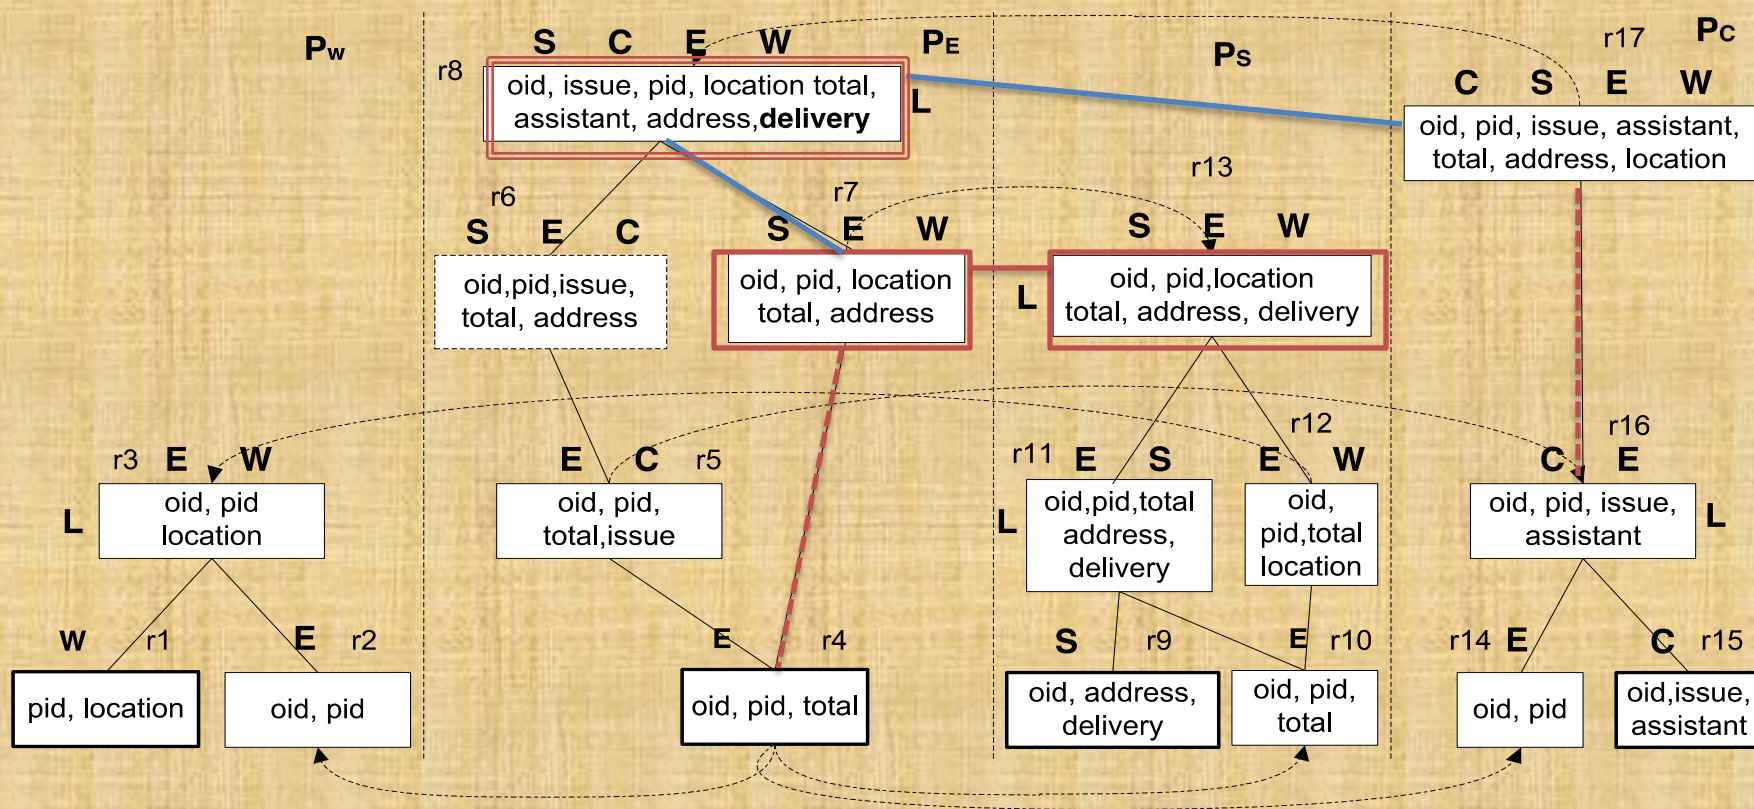 Pw
S C E W
PE
r8
oid, issue, pid, location total,
assistant, address,delivery
L
PS
r17
PC
C S E W
oid, pid, issue, assistant,
total, address, location
r6
S E C
oid,pid,issue,
total, address
r7
S E W
oid, pid, location
total, address
r13
S E W
L
oid, pid,location
total, address, delivery
r3 E W
L
oid, pid
location
E C r5
oid, pid,
total,issue
r11 E S
L
oid,pid,total
address,
delivery
r12
E W
oid,
pid,total
location
r16
C E
oid, pid, issue,
assistant
L
W r1
pid, location
E r2
oid, pid
E r4
oid, pid, total
S r9
oid, address,
delivery
E r10
oid, pid,
total
r14 E
oid, pid
C r15
oid,issue,
assistant